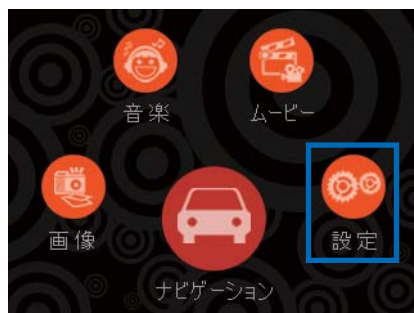 音楽
ムービー
画像
設定
ナビゲーション